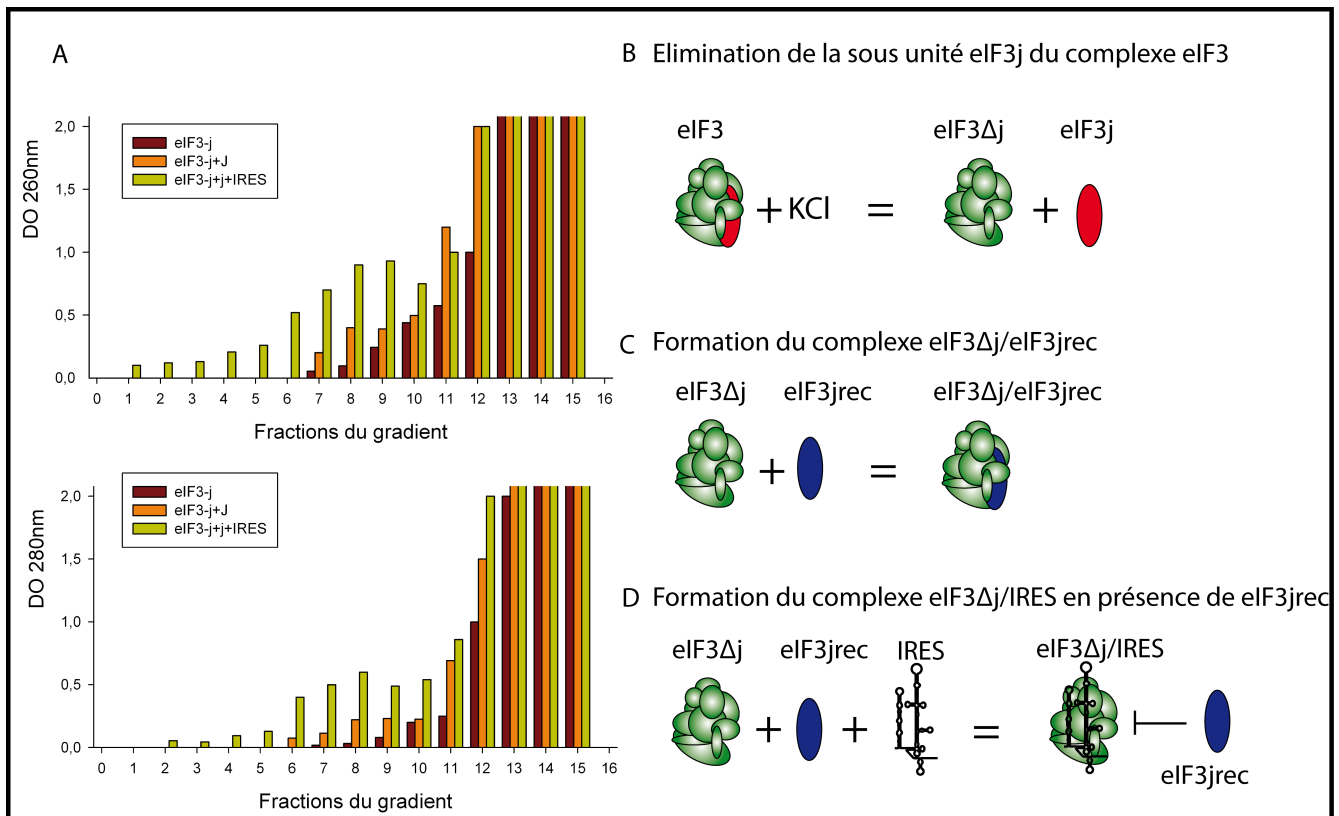 A
DO 260nm
2,0
1,5
1,0
0,5
0,0
eIF3-j
eIF3-j+J
eIF3-j+j+IRES
0 1 2 3 4 5 6 7 8 9 10 11 12 13 14 15 16
Fractions du gradient
DO 280nm
2,0
1,5
1,0
0,5
0,0
eIF3-j
eIF3-j+J
eIF3-j+j+IRES
0 1 2 3 4 5 6 7 8 9 10 11 12 13 14 15 16
Fractions du gradient
B Elimination de la sous unité eIF3j du complexe eIF3
eIF3 eIF3Δj eIF3j
+ KCl = +
C Formation du complexe eIF3Δj/eIF3jrec
eIF3Δj eIF3jrec eIF3Δj/eIF3jrec
+ =
D Formation du complexe eIF3Δj/IRES en présence de eIF3jrec
eIF3Δj eIF3jrec IRES eIF3Δj/IRES
+ + =
eIF3jrec